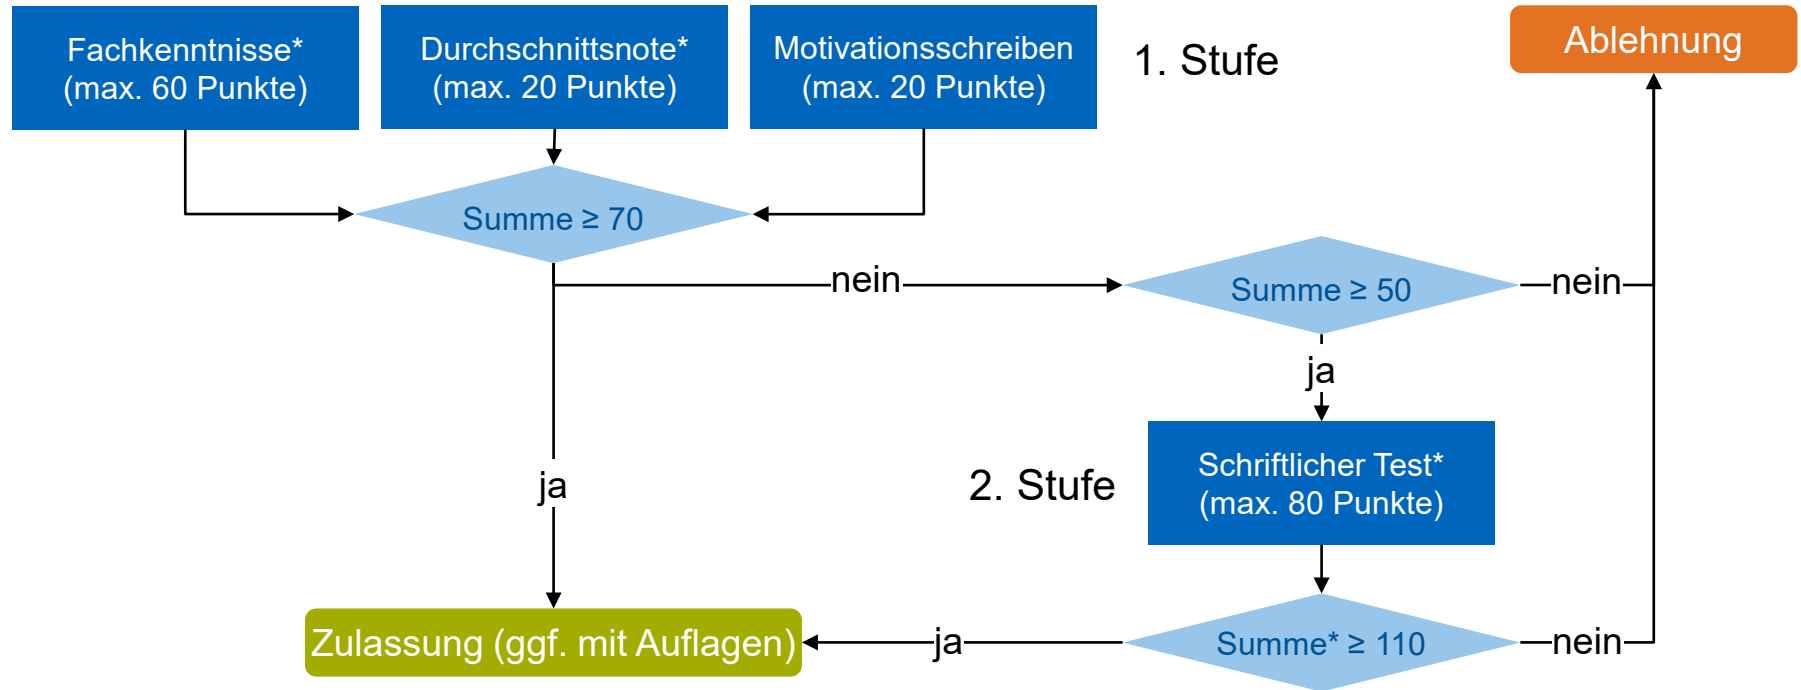 Fachkenntnisse*
(max. 60 Punkte)
Durchschnittsnote*
(max. 20 Punkte)
Motivationsschreiben
(max. 20 Punkte)
1. Stufe
Ablehnung
Summe ≥ 70
nein
Summe ≥ 50
nein
ja
ja
2. Stufe
Schriftlicher Test*
(max. 80 Punkte)
Zulassung (ggf. mit Auflagen)
ja
Summe* ≥ 110
nein